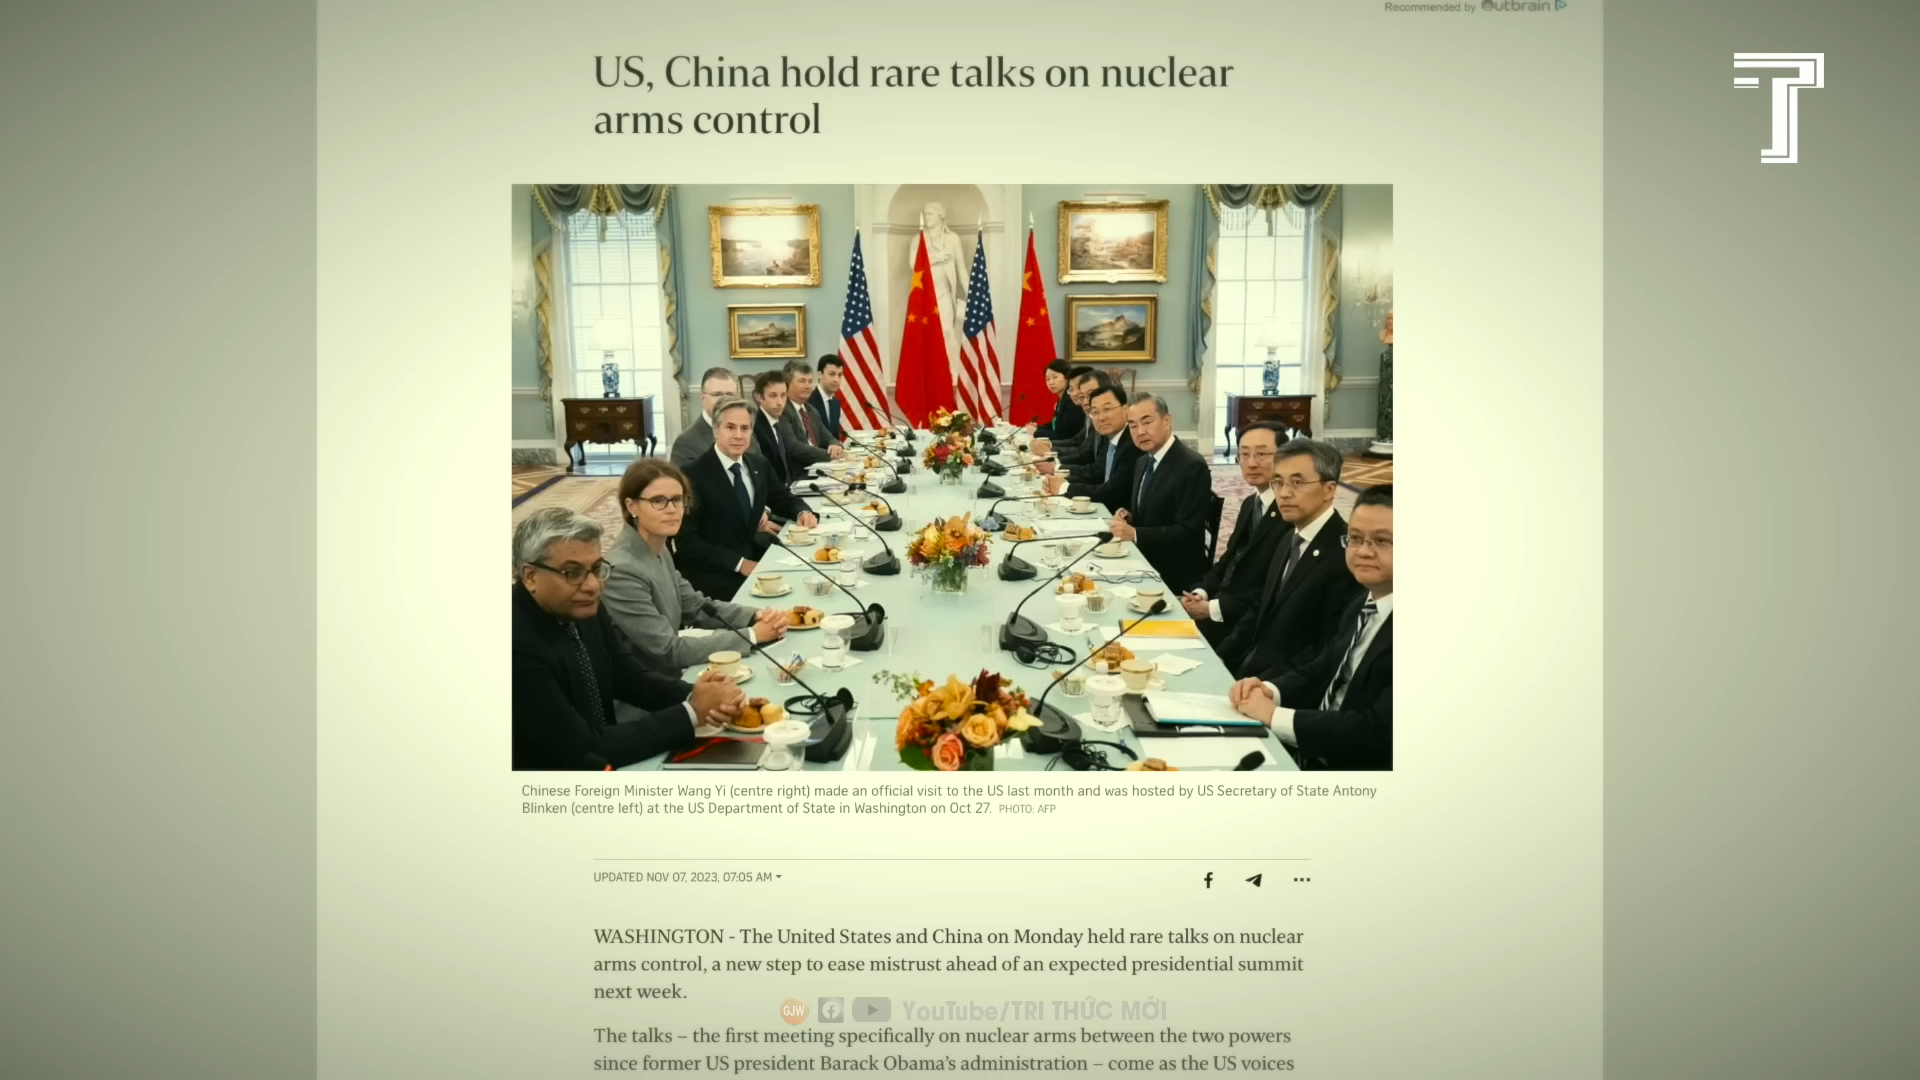 Recommended by Outbrain
US, China hold rare talks on nuclear
arms control
Chinese Foreign Minister Wang Yi (centre right) made an official visit to the US last month and was hosted by US Secretary of State Antony
Blinken (centre left) at the US Department of State in Washington on Oct 27. PHOTO: AFP
UPDATED NOV 07, 2023, 07:05 AM
WASHINGTON - The United States and China on Monday held rare talks on nuclear
arms control, a new step to ease mistrust ahead of an expected presidential summit
next week.
GJW YouTube/TRI THỨC MỚI
The talks – the first meeting specifically on nuclear arms between the two powers
since former US president Barack Obama’s administration – come as the US voices